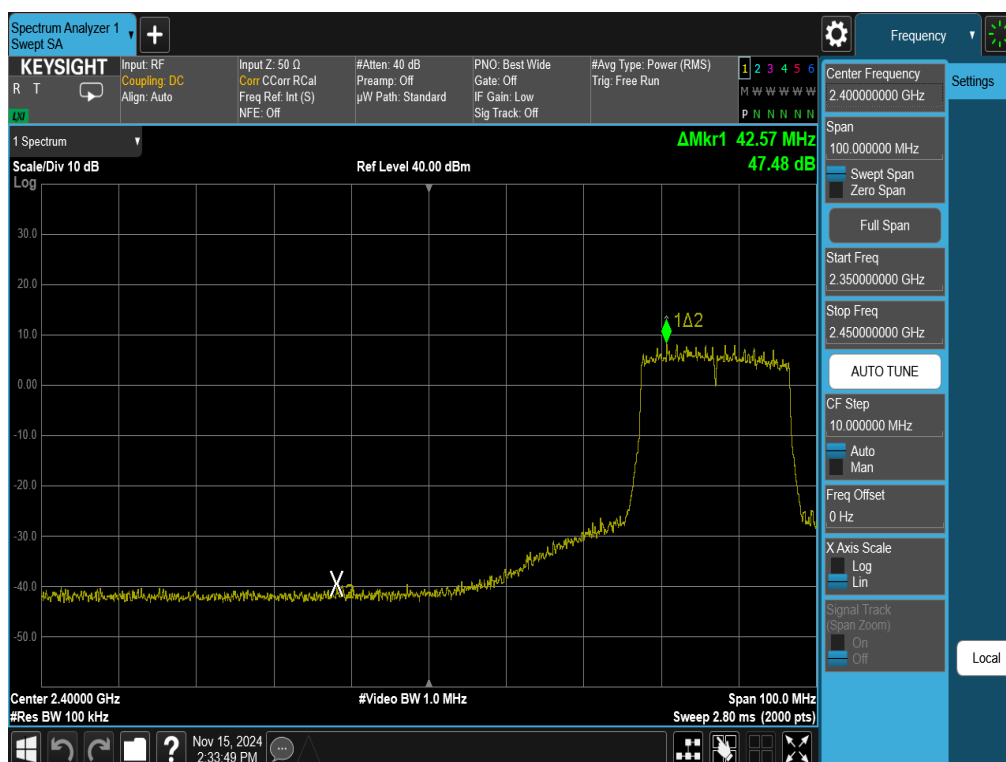 Spectrum Analyzer 1
Swept SA
Frequency
KEYSIGHT
R T
LXI
Input: RF
Coupling: DC
Align: Auto
Input Z: 50 Ω
Corr CCorr RCal
Freq Ref: Int (S)
NFE: Off
#Atten: 40 dB
Preamp: Off
µW Path: Standard
PNO: Best Wide
Gate: Off
IF Gain: Low
Sig Track: Off
#Avg Type: Power (RMS)
Trig: Free Run
1 2 3 4 5 6
M W W W W W
P N N N N N
1 Spectrum
Scale/Div 10 dB
Log
Ref Level 40.00 dBm
ΔMkr1 42.57 MHz
47.48 dB
30.0
20.0
10.0
0.00
-10.0
-20.0
-30.0
-40.0
-50.0
1Δ2
X
Center 2.40000 GHz
#Res BW 100 kHz
#Video BW 1.0 MHz
Span 100.0 MHz
Sweep 2.80 ms (2000 pts)
Center Frequency
2.400000000 GHz
Span
100.000000 MHz
Swept Span
Zero Span
Full Span
Start Freq
2.350000000 GHz
Stop Freq
2.450000000 GHz
AUTO TUNE
CF Step
10.000000 MHz
Auto
Man
Freq Offset
0 Hz
X Axis Scale
Log
Lin
Signal Track
(Span Zoom)
On
Off
Settings
Local
?
Nov 15, 2024
2:33:49 PM